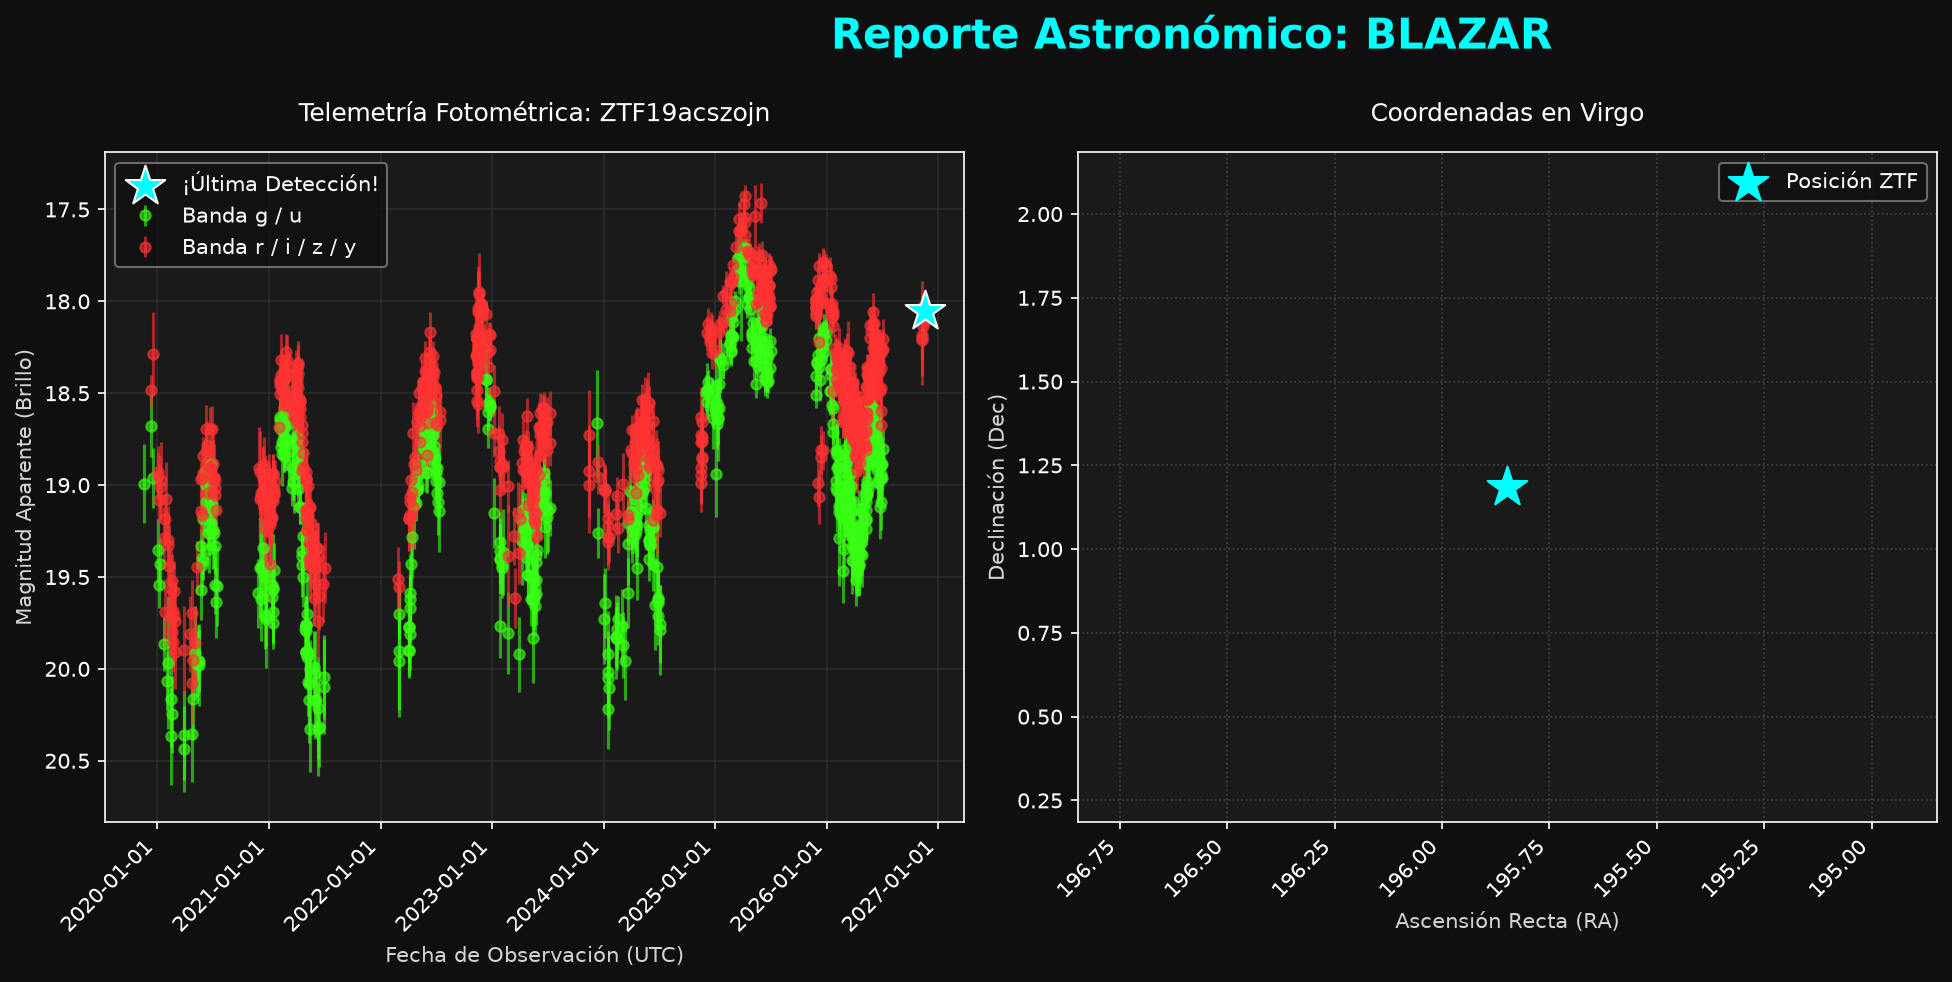 Reporte Astronómico: BLAZAR
Telemetría Fotométrica: ZTF19acszojn
¡Última Detección!
Banda g / u
Banda r / i / z / y
Magnitud Aparente (Brillo)
17.5
18.0
18.5
19.0
19.5
20.0
20.5
2020-01-01
2021-01-01
2022-01-01
2023-01-01
2024-01-01
2025-01-01
2026-01-01
2027-01-01
Fecha de Observación (UTC)
Coordenadas en Virgo
Posición ZTF
Declinación (Dec)
2.00
1.75
1.50
1.25
1.00
0.75
0.50
0.25
196.75
196.50
196.25
196.00
195.75
195.50
195.25
195.00
Ascensión Recta (RA)